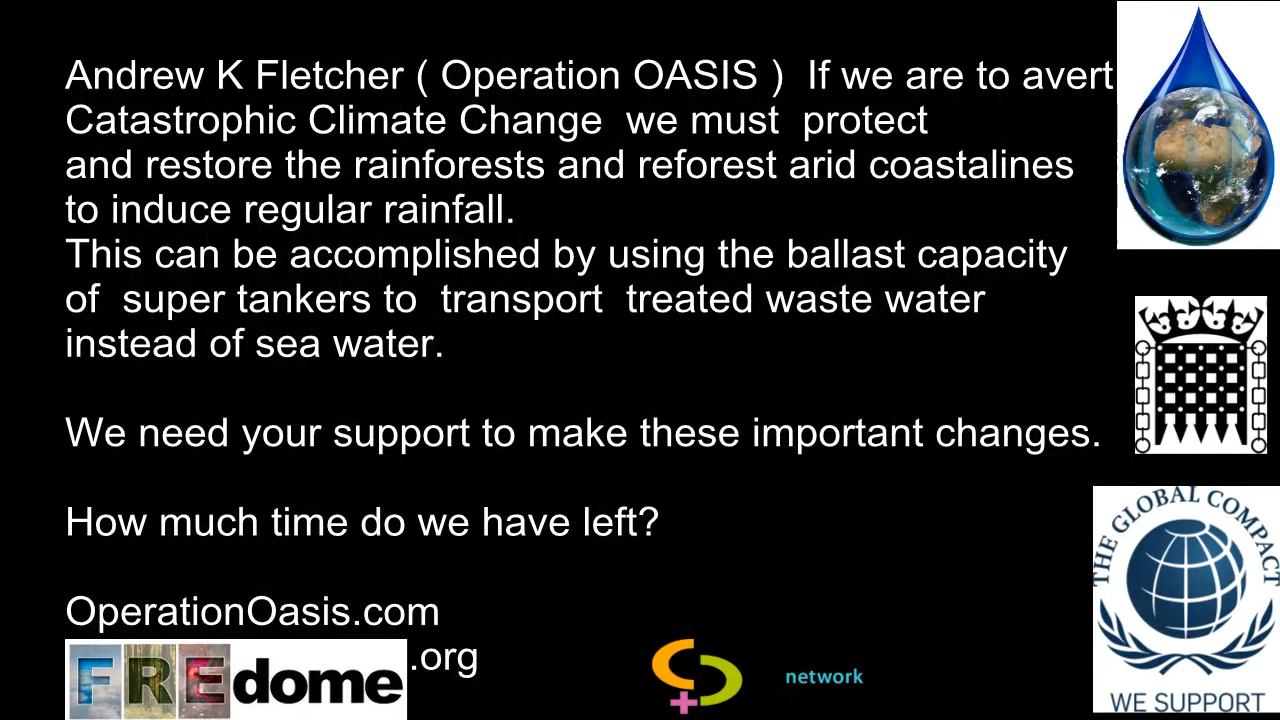 Andrew K Fletcher ( Operation OASIS ) If we are to avert
Catastrophic Climate Change we must protect
and restore the rainforests and reforest arid coastalines
to induce regular rainfall.
This can be accomplished by using the ballast capacity
of super tankers to transport treated waste water
instead of sea water.
We need your support to make these important changes.
How much time do we have left?
OperationOasis.com
FREdome.org
network
THE GLOBAL COMPACT
WE SUPPORT